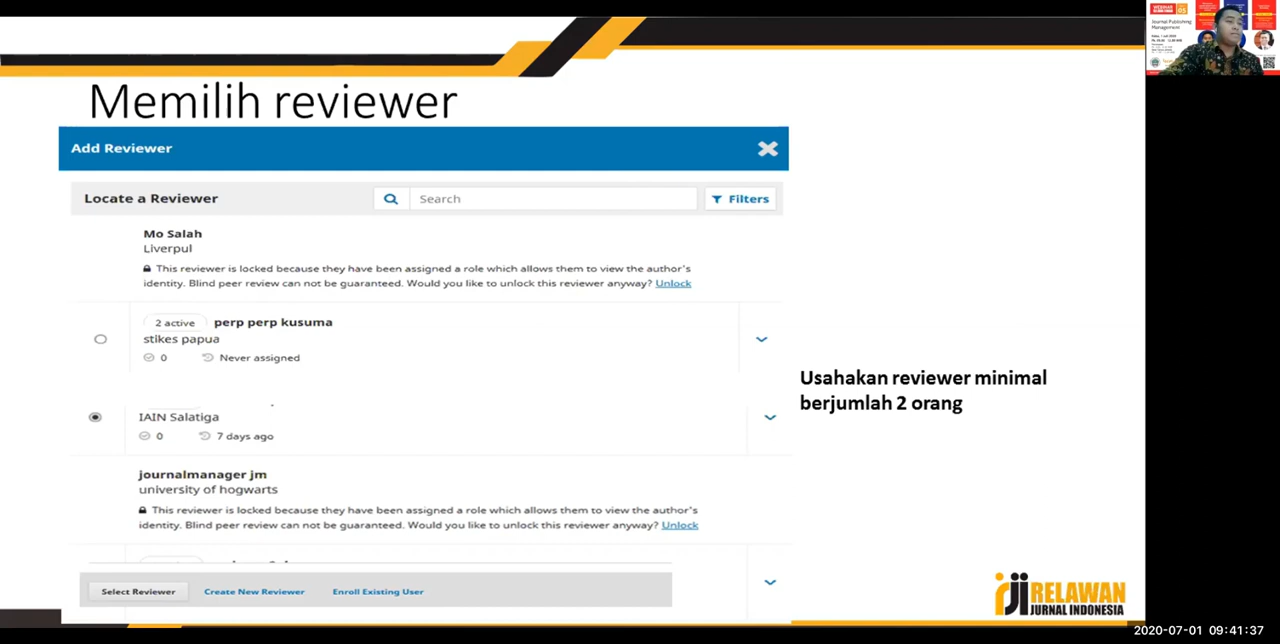 Memilih reviewer
Add Reviewer
Locate a Reviewer
Search
Filters
Mo Salah
Liverpul
This reviewer is locked because they have been assigned a role which allows them to view the author's
identity. Blind peer review can not be guaranteed. Would you like to unlock this reviewer anyway? Unlock
2 active perp perp kusuma
stikes papua
0 Never assigned
IAIN Salatiga
0 7 days ago
journalmanager jm
university of hogwarts
This reviewer is locked because they have been assigned a role which allows them to view the author's
identity. Blind peer review can not be guaranteed. Would you like to unlock this reviewer anyway? Unlock
Select Reviewer Create New Reviewer Enroll Existing User
Usahakan reviewer minimal
berjumlah 2 orang
RELAWAN
JURNAL INDONESIA
Journal Publishing
Management
2020-07-01 09:41:37